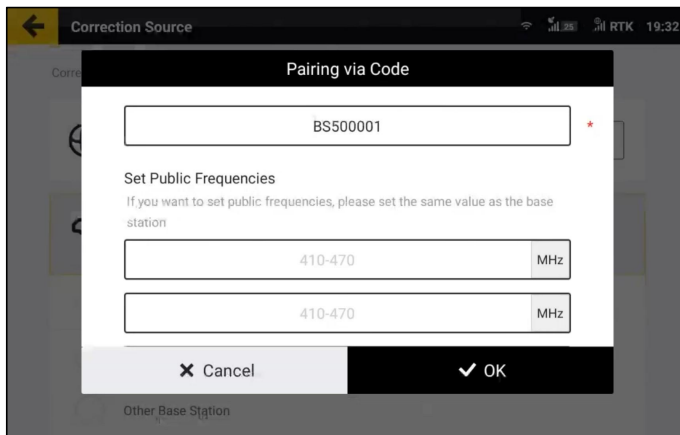 Correction Source
25
RTK 19:32
Corre
Pairing via Code
BS500001
*
Set Public Frequencies
If you want to set public frequencies, please set the same value as the base
station
410-470 MHz
410-470 MHz
Cancel
OK
Other Base Station